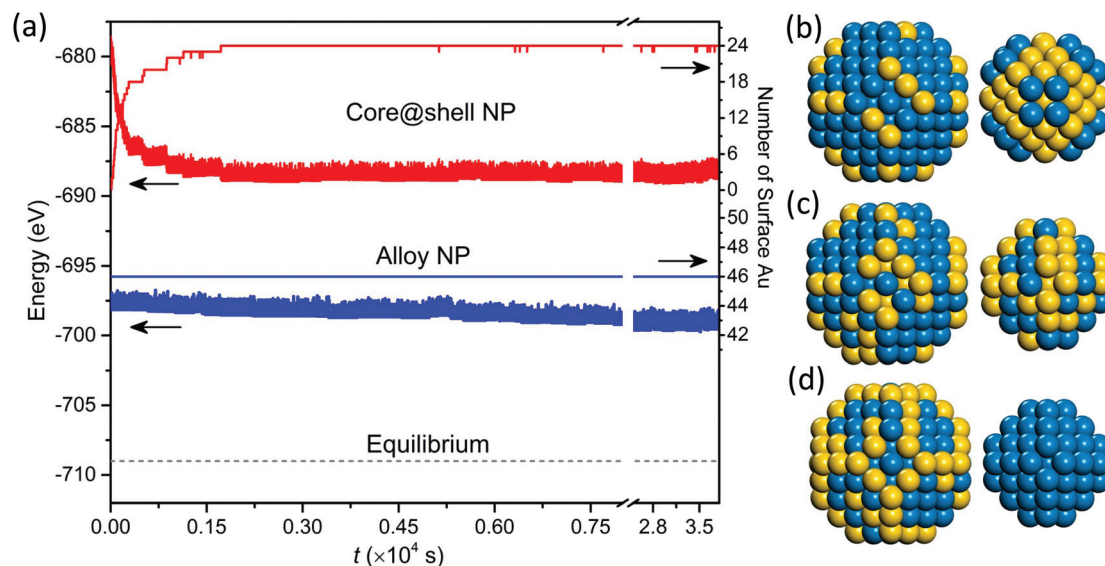 (a)
Energy (eV)
-680
-685
-690
-695
-700
-705
-710
Core@shell NP
Alloy NP
Equilibrium
24
18
12
6
0
50
48
46
44
42
Number of Surface Au
0.00 0.15 0.30 0.45 0.60 0.75 2.8 3.5
t (×10⁴ s)
(b)
(c)
(d)